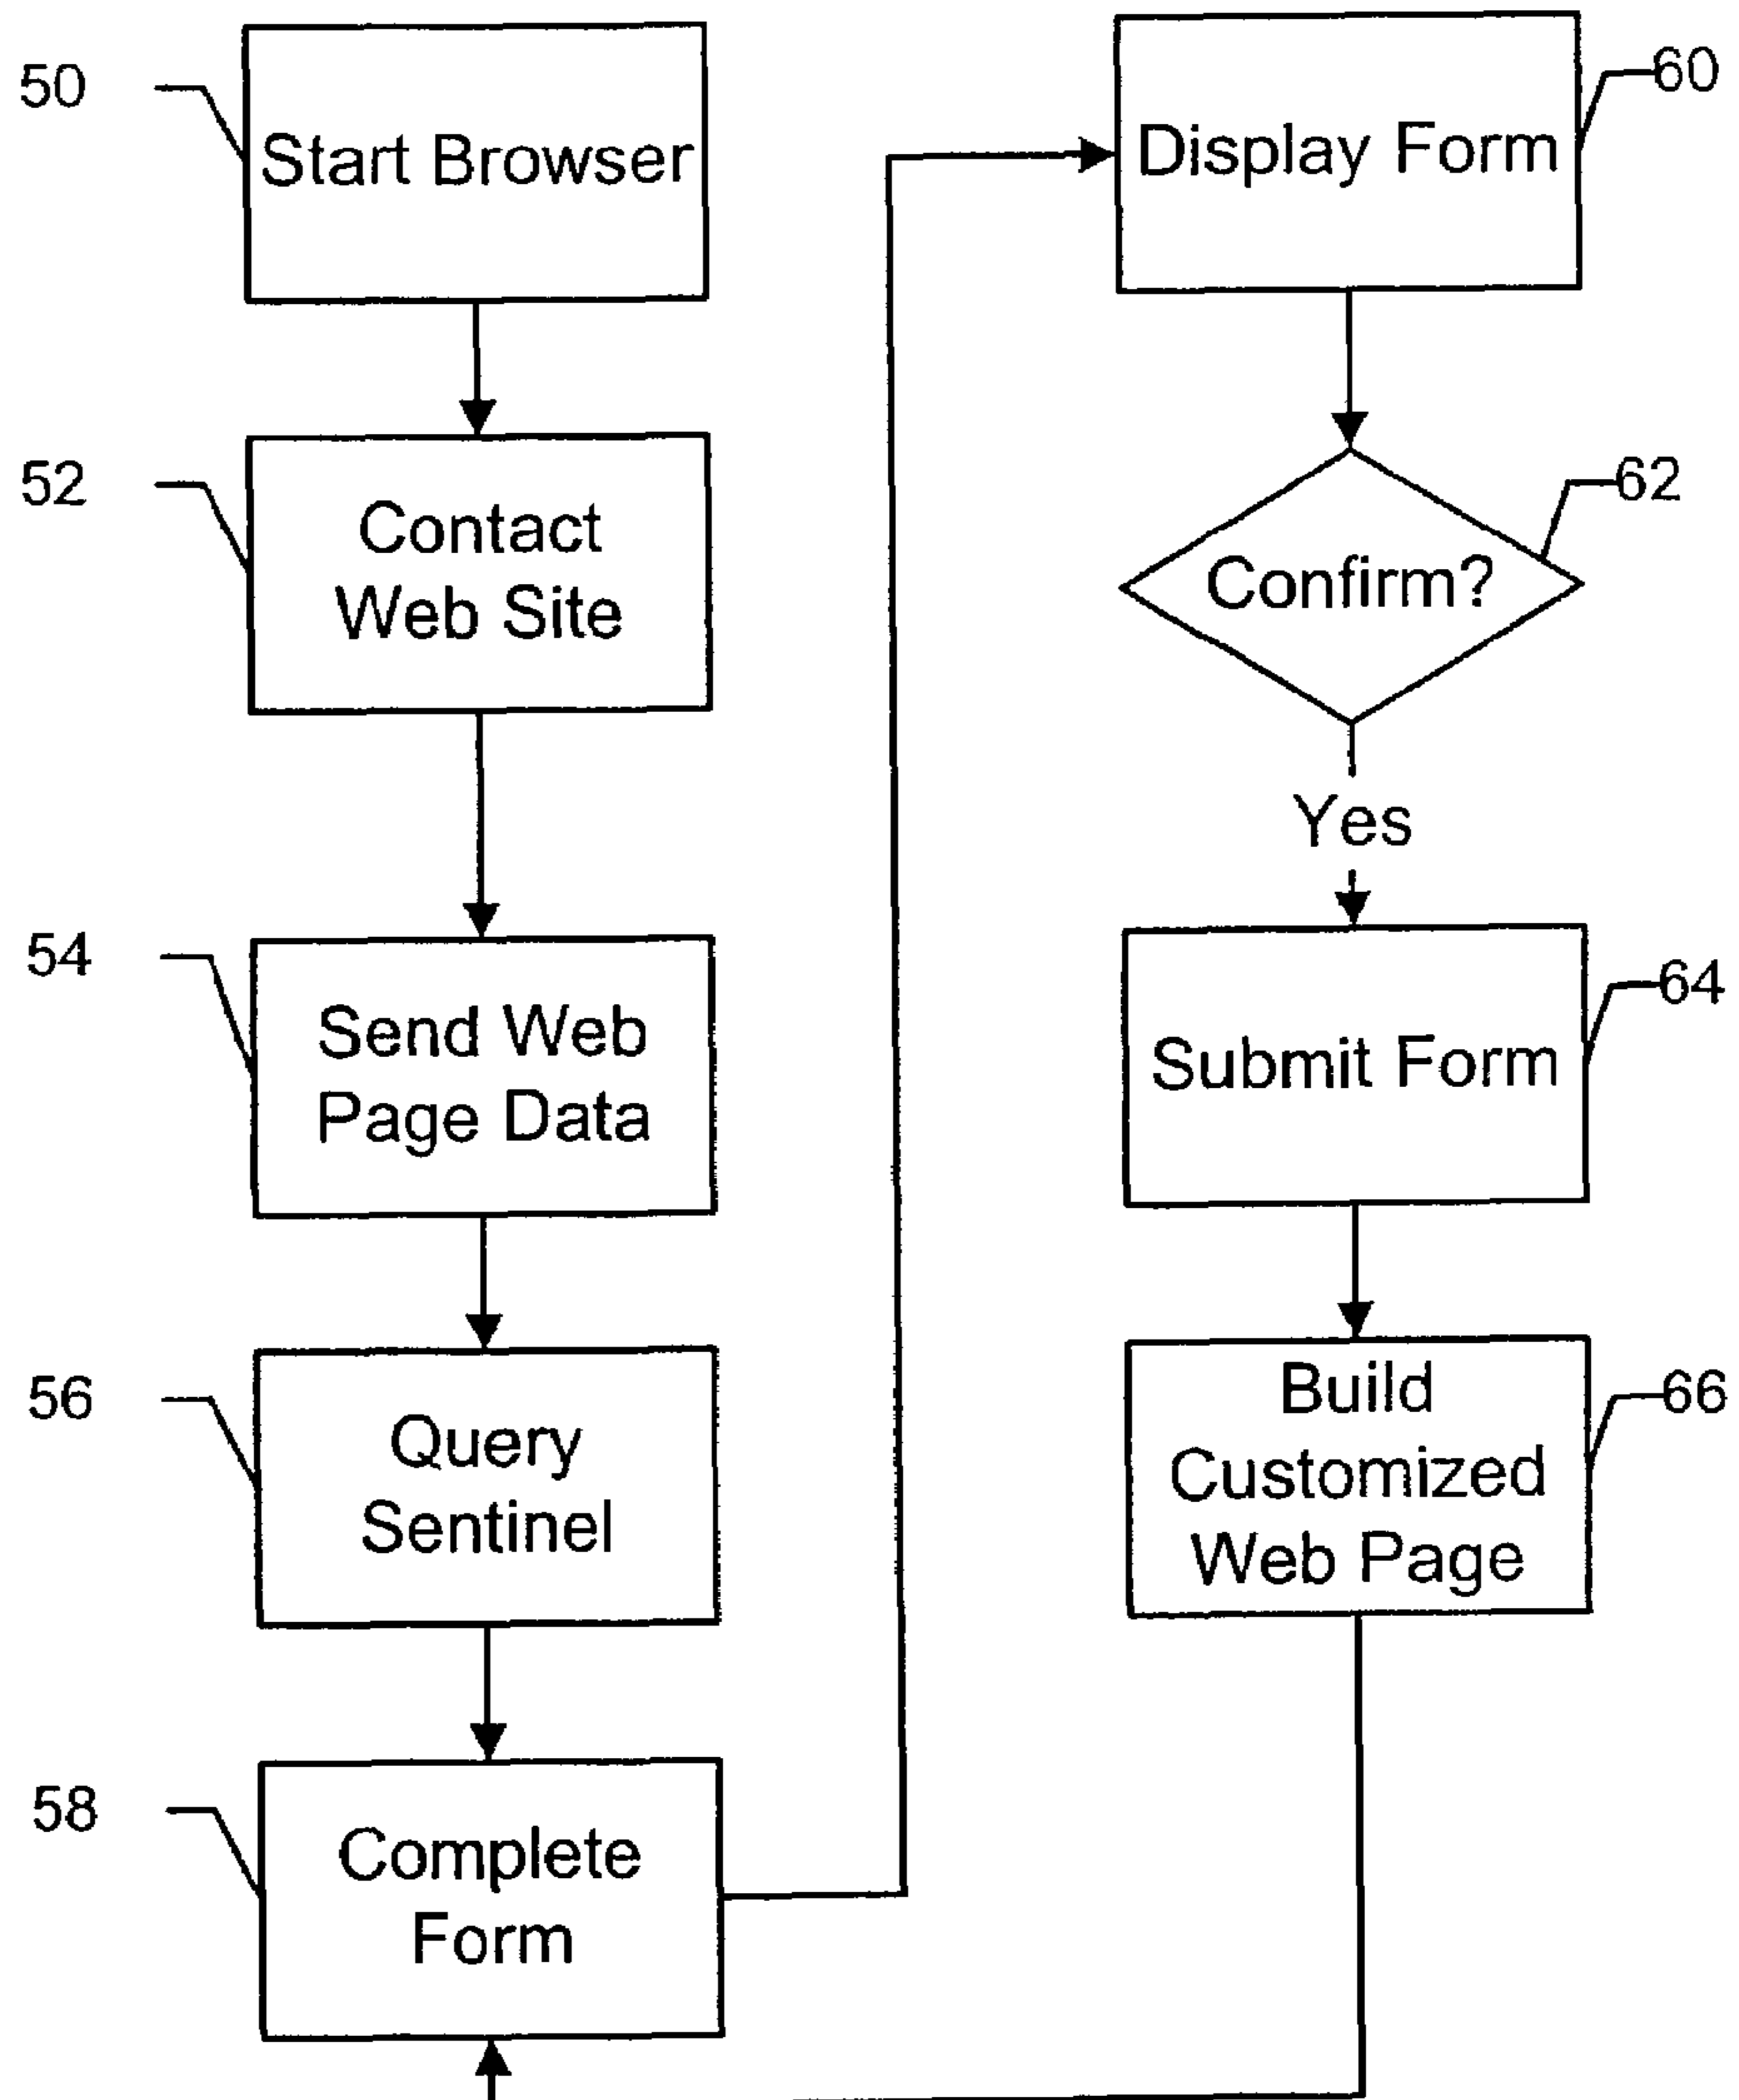 50
Start Browser
52
Contact
Web Site
54
Send Web
Page Data
56
Query
Sentinel
58
Complete
Form
60
Display Form
62
Confirm?
Yes
64
Submit Form
66
Build
Customized
Web Page